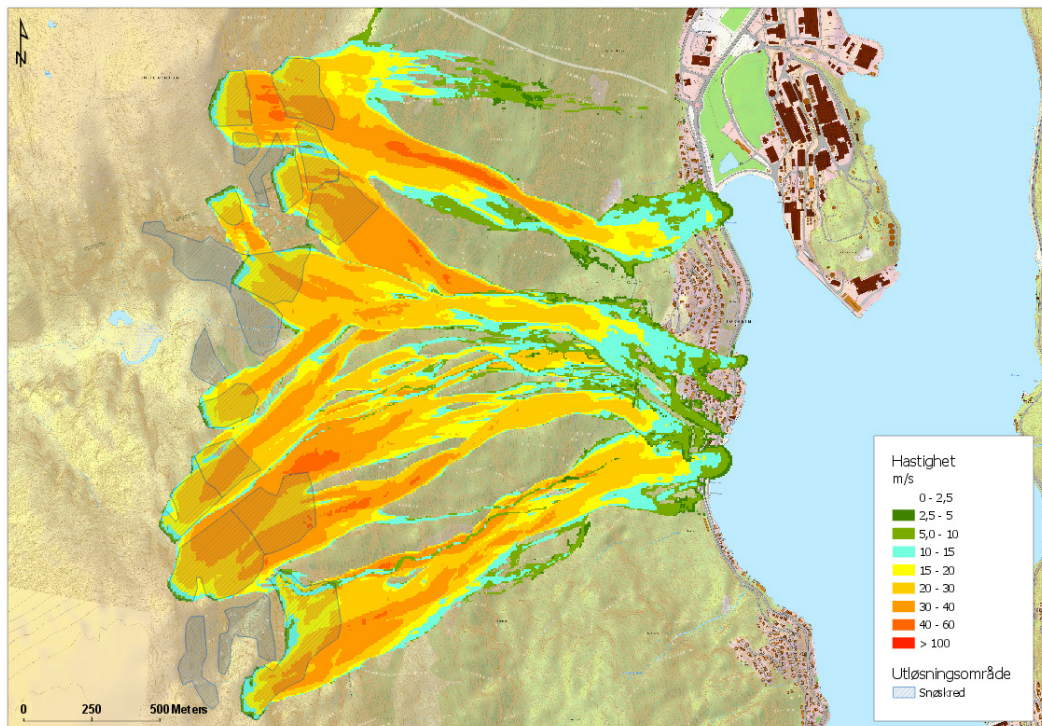 N
Hastighet
m/s
0 - 2,5
2,5 - 5
5,0 - 10
10 - 15
15 - 20
20 - 30
30 - 40
40 - 60
> 100
Utløsningsområde
Snøskred
0 250 500 Meters